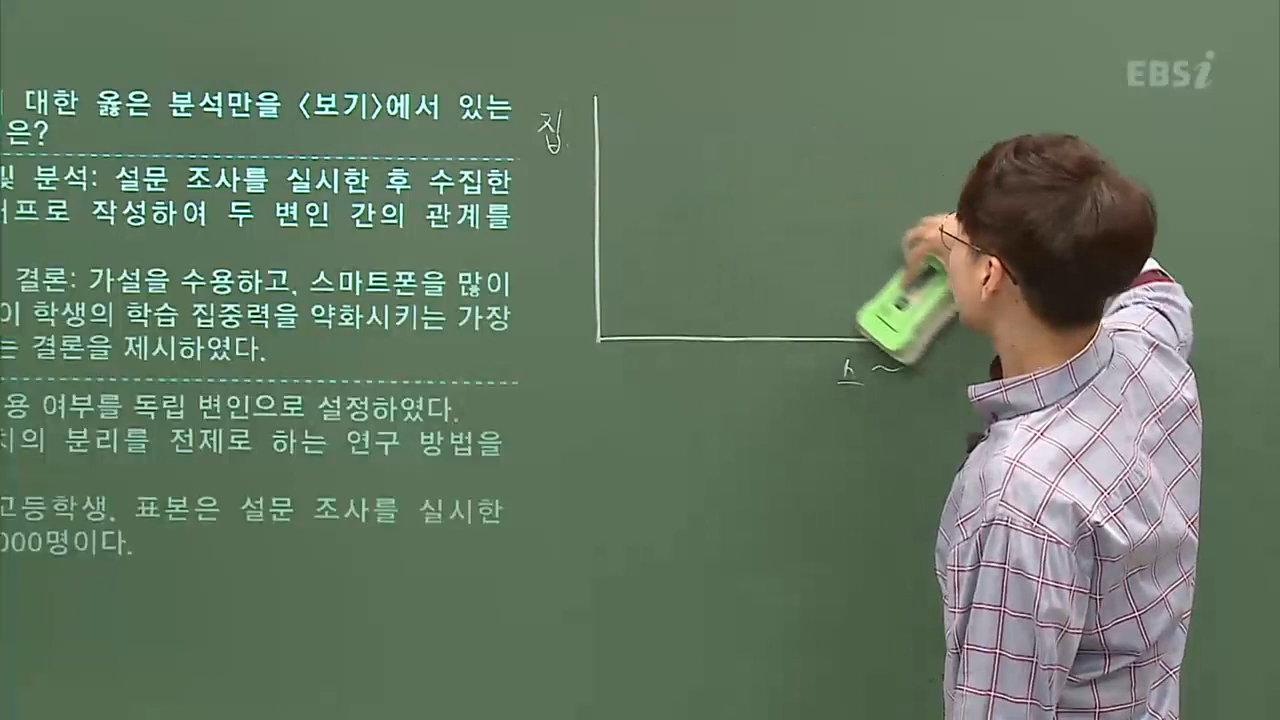 EBSi
대한 옳은 분석만을 〈보기〉에서 있는
은?
분석: 설문 조사를 실시한 후 수집한
프로 작성하여 두 변인 간의 관계를
결론: 가설을 수용하고, 스마트폰을 많이
이 학생의 학습 집중력을 약화시키는 가장
는 결론을 제시하였다.
용 여부를 독립 변인으로 설정하였다.
치의 분리를 전제로 하는 연구 방법을
고등학생, 표본은 설문 조사를 실시한
000명이다.
집
스 ~